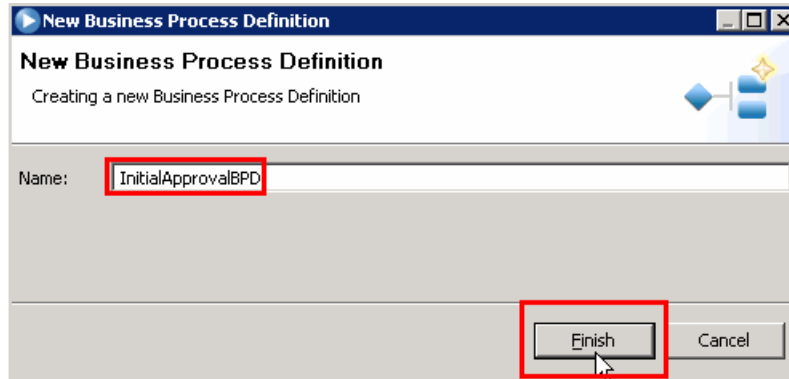 New Business Process Definition
New Business Process Definition
Creating a new Business Process Definition
Name: InitialApprovalBPD
Finish Cancel